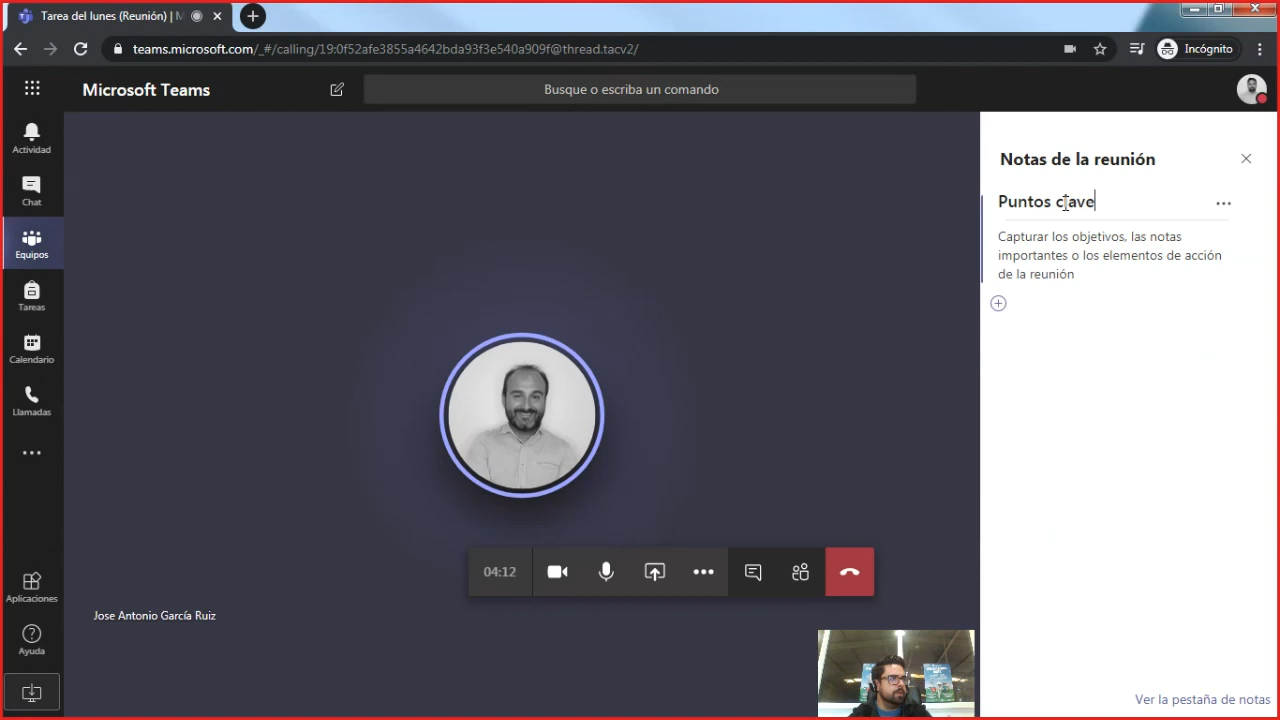 Tarea del lunes (Reunión) | M
teams.microsoft.com/_#/calling/19:0f52afe3855a4642bda93f3e540a909f@thread.tacv2/
Incógnito
Microsoft Teams
Busque o escriba un comando
Actividad
Chat
Equipos
Tareas
Calendario
Llamadas
Aplicaciones
Ayuda
Notas de la reunión
Puntos clave
Capturar los objetivos, las notas
importantes o los elementos de acción
de la reunión
04:12
Jose Antonio García Ruiz
Ver la pestaña de notas